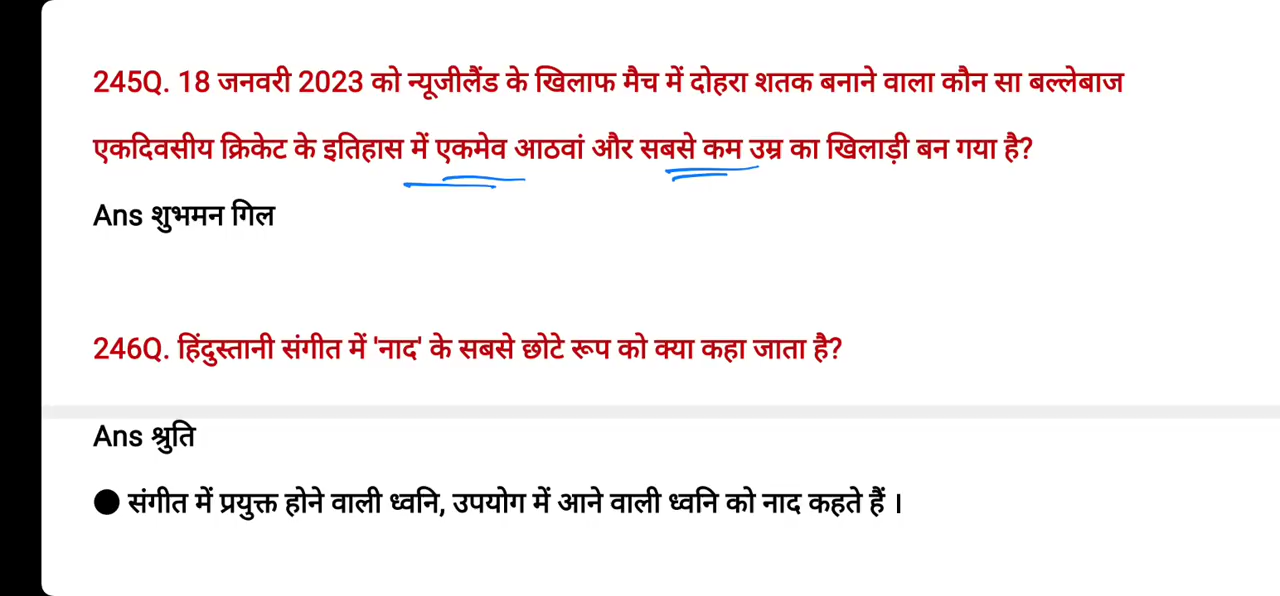 245Q. 18 जनवरी 2023 को न्यूजीलैंड के खिलाफ मैच में दोहरा शतक बनाने वाला कौन सा बल्लेबाज
एकदिवसीय क्रिकेट के इतिहास में एकमेव आठवां और सबसे कम उम्र का खिलाड़ी बन गया है?
Ans शुभमन गिल
246Q. हिंदुस्तानी संगीत में 'नाद' के सबसे छोटे रूप को क्या कहा जाता है?
Ans श्रुति
● संगीत में प्रयुक्त होने वाली ध्वनि, उपयोग में आने वाली ध्वनि को नाद कहते हैं ।